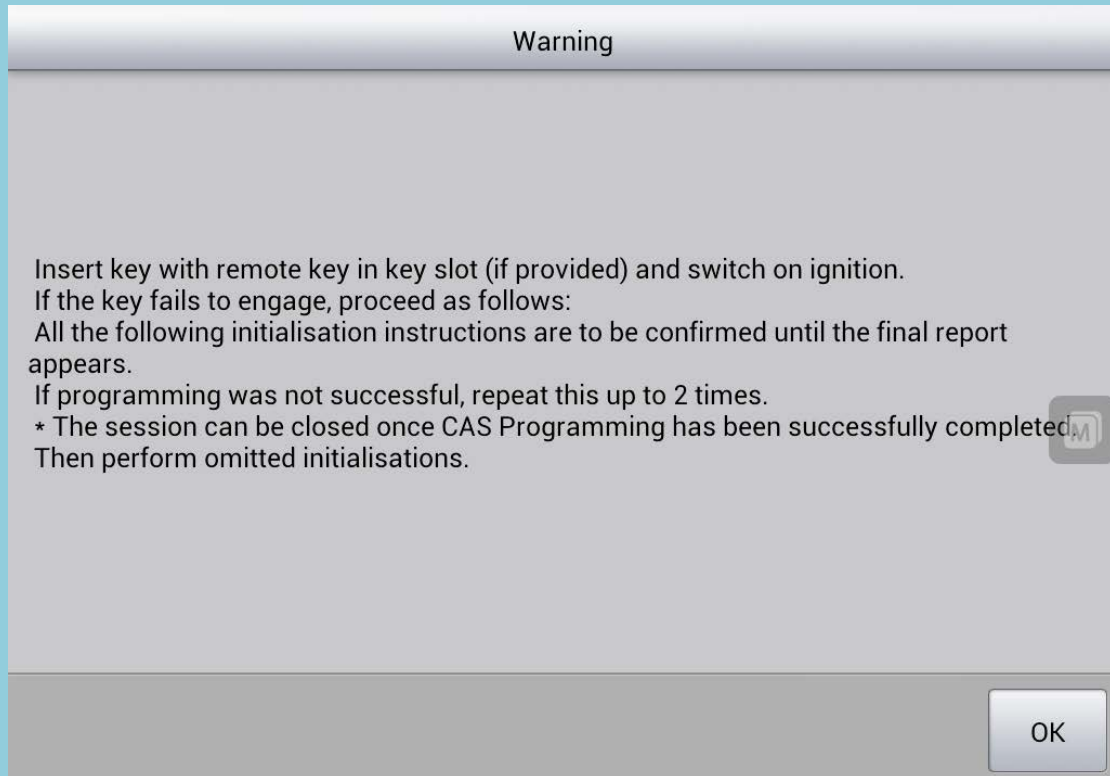 Warning
Insert key with remote key in key slot (if provided) and switch on ignition.
If the key fails to engage, proceed as follows:
All the following initialisation instructions are to be confirmed until the final report
appears.
If programming was not successful, repeat this up to 2 times.
* The session can be closed once CAS Programming has been successfully completed.
Then perform omitted initialisations.
M
OK